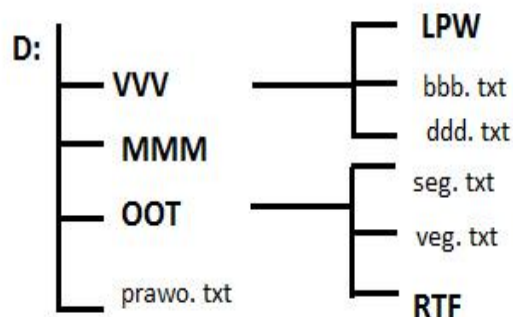 D:
VVV
MMM
OOT
prawo. txt
LPW
bbb. txt
ddd. txt
seg. txt
veg. txt
RTF